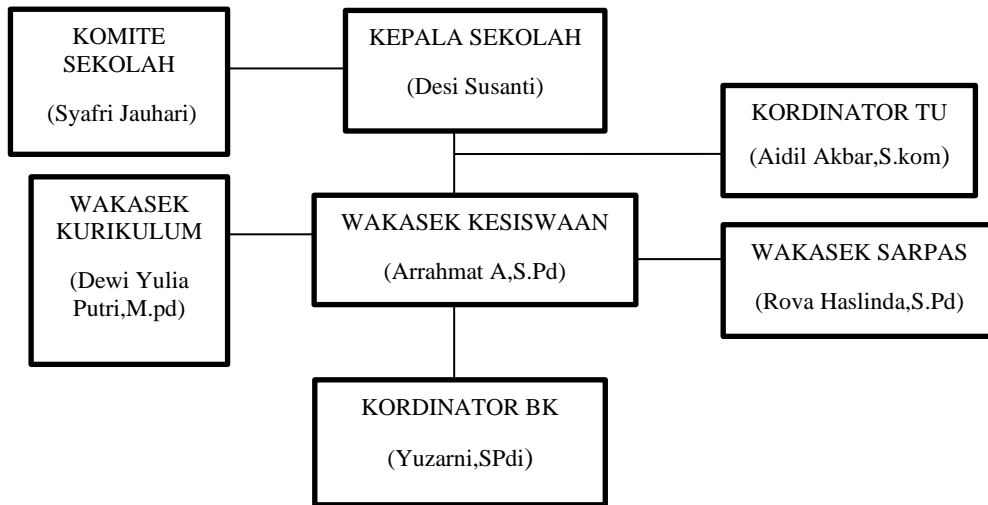 KOMITE
SEKOLAH
(Syafri Jauhari)
KEPALA SEKOLAH
(Desi Susanti)
KORDINATOR TU
(Aidil Akbar,S.kom)
WAKASEK
KURIKULUM
(Dewi Yulia
Putri,M.pd)
WAKASEK KESISWAAN
(Arrahmat A,S.Pd)
WAKASEK SARPAS
(Rova Haslinda,S.Pd)
KORDINATOR BK
(Yuzarni,SPdi)